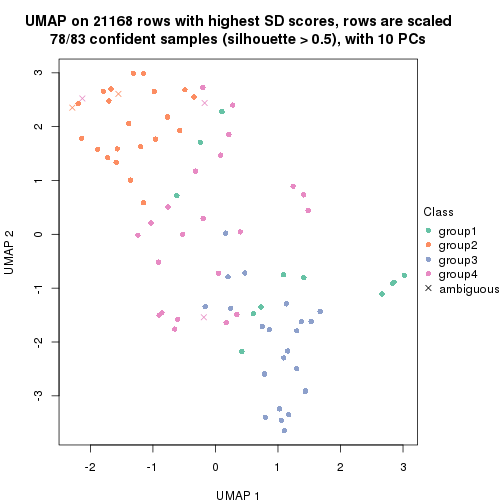 UMAP on 21168 rows with highest SD scores, rows are scaled
78/83 confident samples (silhouette > 0.5), with 10 PCs
3
2
1
0
-1
-2
-3
UMAP 2
-2
-1
0
1
2
3
UMAP 1
Class
group1
group2
group3
group4
ambiguous